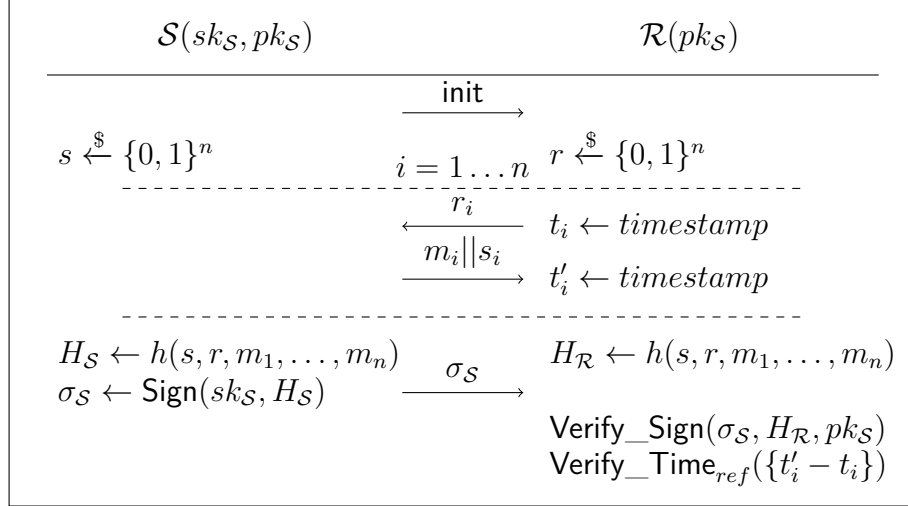 𝒮(sk_𝒮, pk_𝒮) ℛ(pk_𝒮)
init
s ←$ {0, 1}^n i = 1 … n r ←$ {0, 1}^n
r_i t_i ← timestamp
m_i||s_i t'_i ← timestamp
H_𝒮 ← h(s, r, m_1, …, m_n) H_ℛ ← h(s, r, m_1, …, m_n)
σ_𝒮 ← Sign(sk_𝒮, H_𝒮) σ_𝒮
Verify_Sign(σ_𝒮, H_ℛ, pk_𝒮)
Verify_Time_ref({t'_i − t_i})